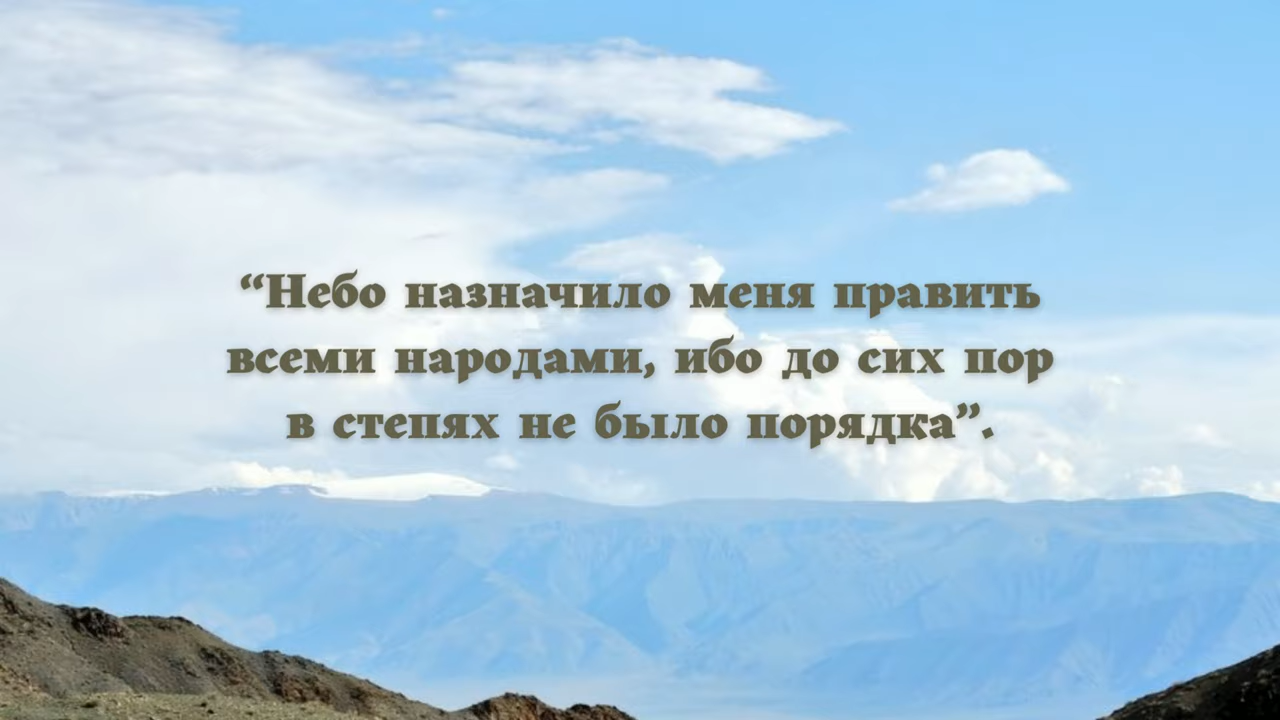 “Небо назначило меня править
всеми народами, ибо до сих пор
в степях не было порядка”.